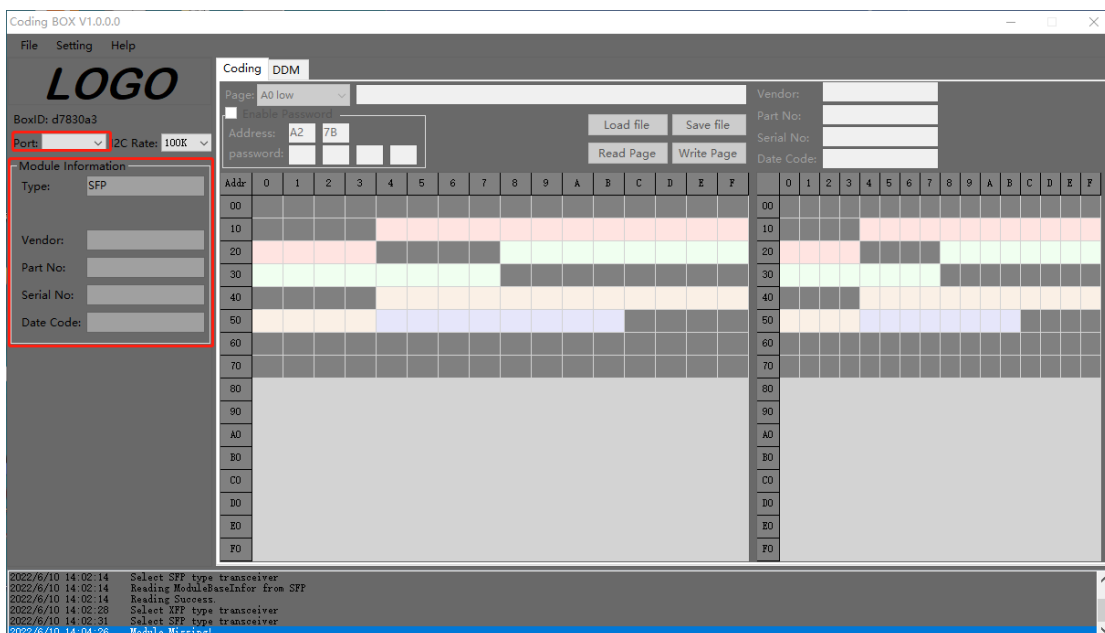 Coding BOX V1.0.0.0
File Setting Help
LOGO
BoxID: d7830a3
Port: I2C Rate: 100K
Module Information
Type: SFP
Vendor:
Part No:
Serial No:
Date Code:
Coding DDM
Page: A0 low
Enable Password
Address: A2 7B
password:
Load file Save file
Read Page Write Page
Vendor:
Part No:
Serial No:
Date Code:
Addr 0 1 2 3 4 5 6 7 8 9 A B C D E F
00
10
20
30
40
50
60
70
80
90
A0
B0
C0
D0
E0
F0
0 1 2 3 4 5 6 7 8 9 A B C D E F
00
10
20
30
40
50
60
70
80
90
A0
B0
C0
D0
E0
F0
2022/6/10 14:02:14 Select SFP type transceiver
2022/6/10 14:02:14 Reading ModuleBaseInfor from SFP
2022/6/10 14:02:14 Reading Success.
2022/6/10 14:02:28 Select XFP type transceiver
2022/6/10 14:02:31 Select SFP type transceiver
2022/6/10 14:04:26 Module Missing!